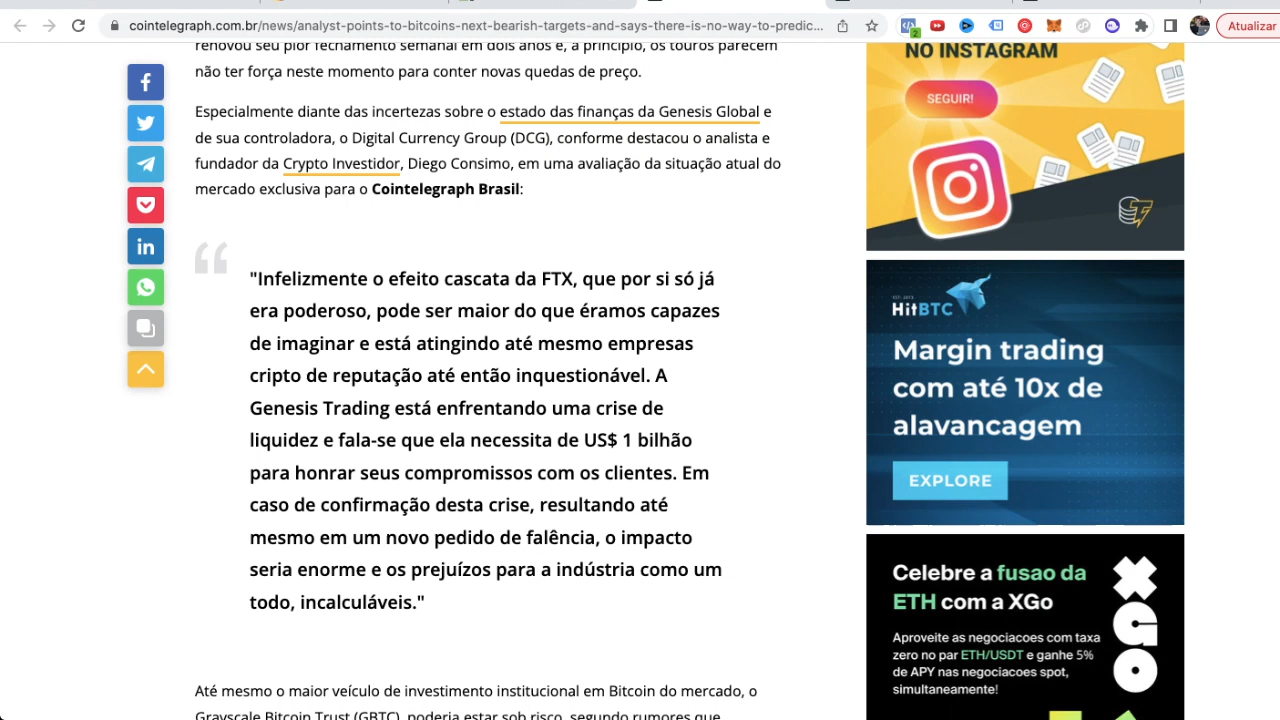 cointelegraph.com.br/news/analyst-points-to-bitcoins-next-bearish-targets-and-says-there-is-no-way-to-predic...
2
Atualizar
renovou seu pior fechamento semanal em dois anos e, a princípio, os touros parecem
não ter força neste momento para conter novas quedas de preço.
Especialmente diante das incertezas sobre o estado das finanças da Genesis Global e
de sua controladora, o Digital Currency Group (DCG), conforme destacou o analista e
fundador da Crypto Investidor, Diego Consimo, em uma avaliação da situação atual do
mercado exclusiva para o Cointelegraph Brasil:
"Infelizmente o efeito cascata da FTX, que por si só já
era poderoso, pode ser maior do que éramos capazes
de imaginar e está atingindo até mesmo empresas
cripto de reputação até então inquestionável. A
Genesis Trading está enfrentando uma crise de
liquidez e fala-se que ela necessita de US$ 1 bilhão
para honrar seus compromissos com os clientes. Em
caso de confirmação desta crise, resultando até
mesmo em um novo pedido de falência, o impacto
seria enorme e os prejuízos para a indústria como um
todo, incalculáveis."
Até mesmo o maior veículo de investimento institucional em Bitcoin do mercado, o
Grayscale Bitcoin Trust (GBTC), poderia estar sob risco, segundo rumores que
NO INSTAGRAM
SEGUIR!
HitBTC
Margin trading
com até 10x de
alavancagem
EXPLORE
Celebre a fusao da
ETH com a XGo
Aproveite as negociacoes com taxa
zero no par ETH/USDT e ganhe 5%
de APY nas negociacoes spot,
simultaneamente!
XGO